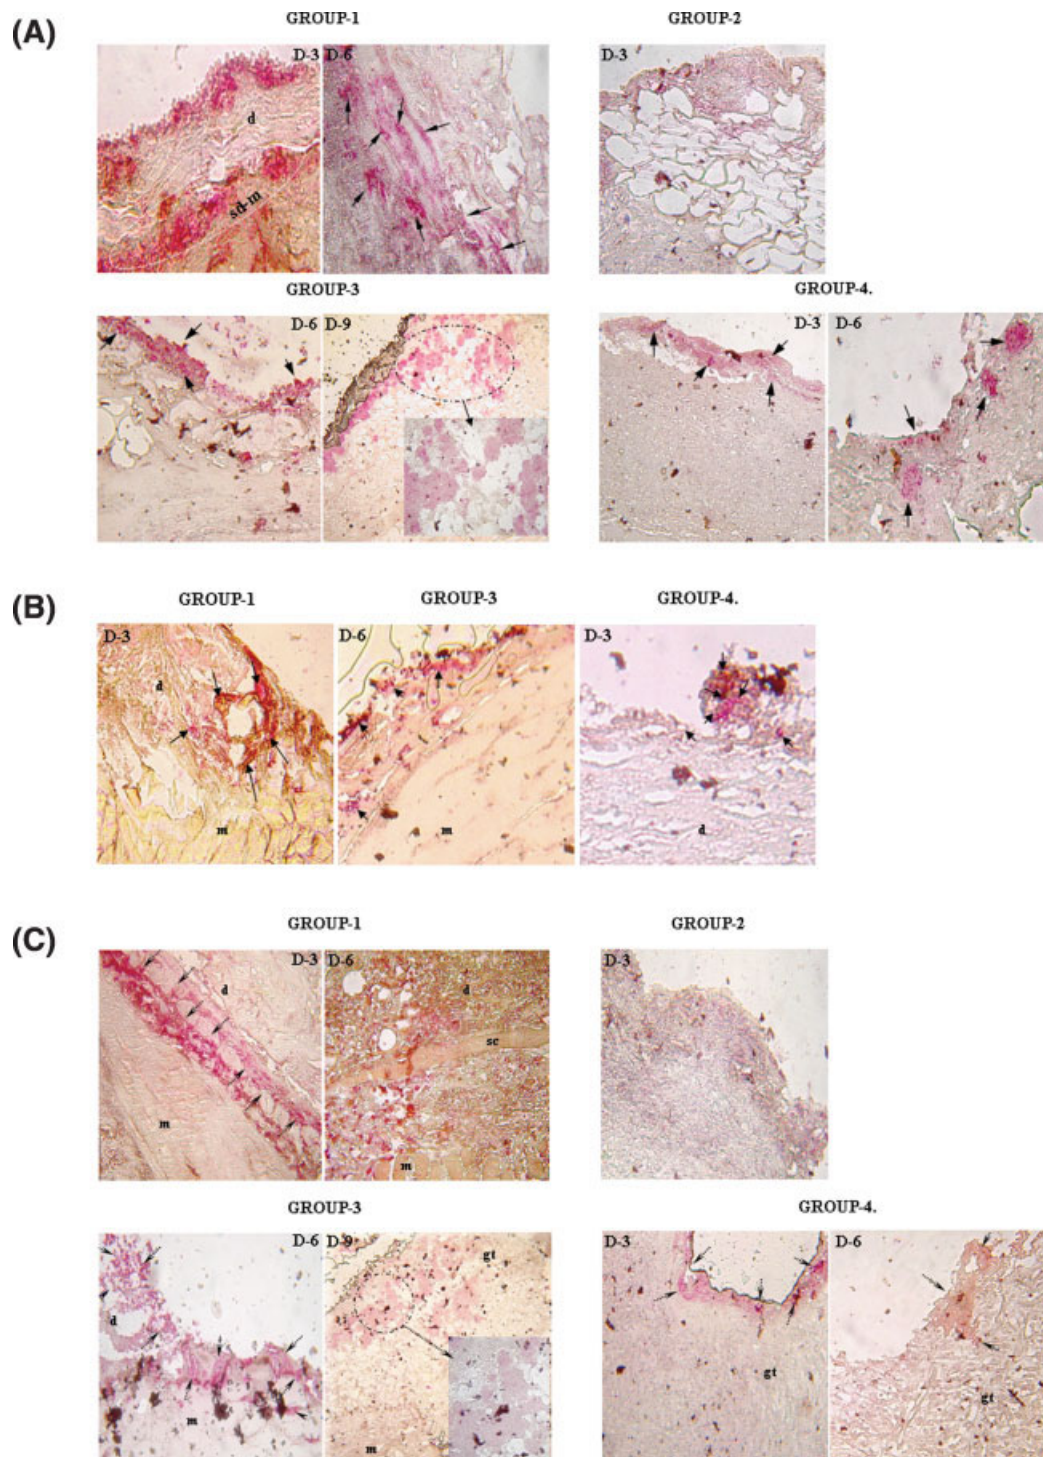 (A)
GROUP-1 GROUP-2
D-3 D-6 D-3
d
sd-m
GROUP-3 GROUP-4.
D-6 D-9 D-3 D-6
(B)
GROUP-1 GROUP-3 GROUP-4.
D-3 D-6 D-3
d
m m d
(C)
GROUP-1 GROUP-2
D-3 D-6 D-3
d d
sc
m m
GROUP-3 GROUP-4.
D-6 D-9 D-3 D-6
gt
d
m gt gt
m